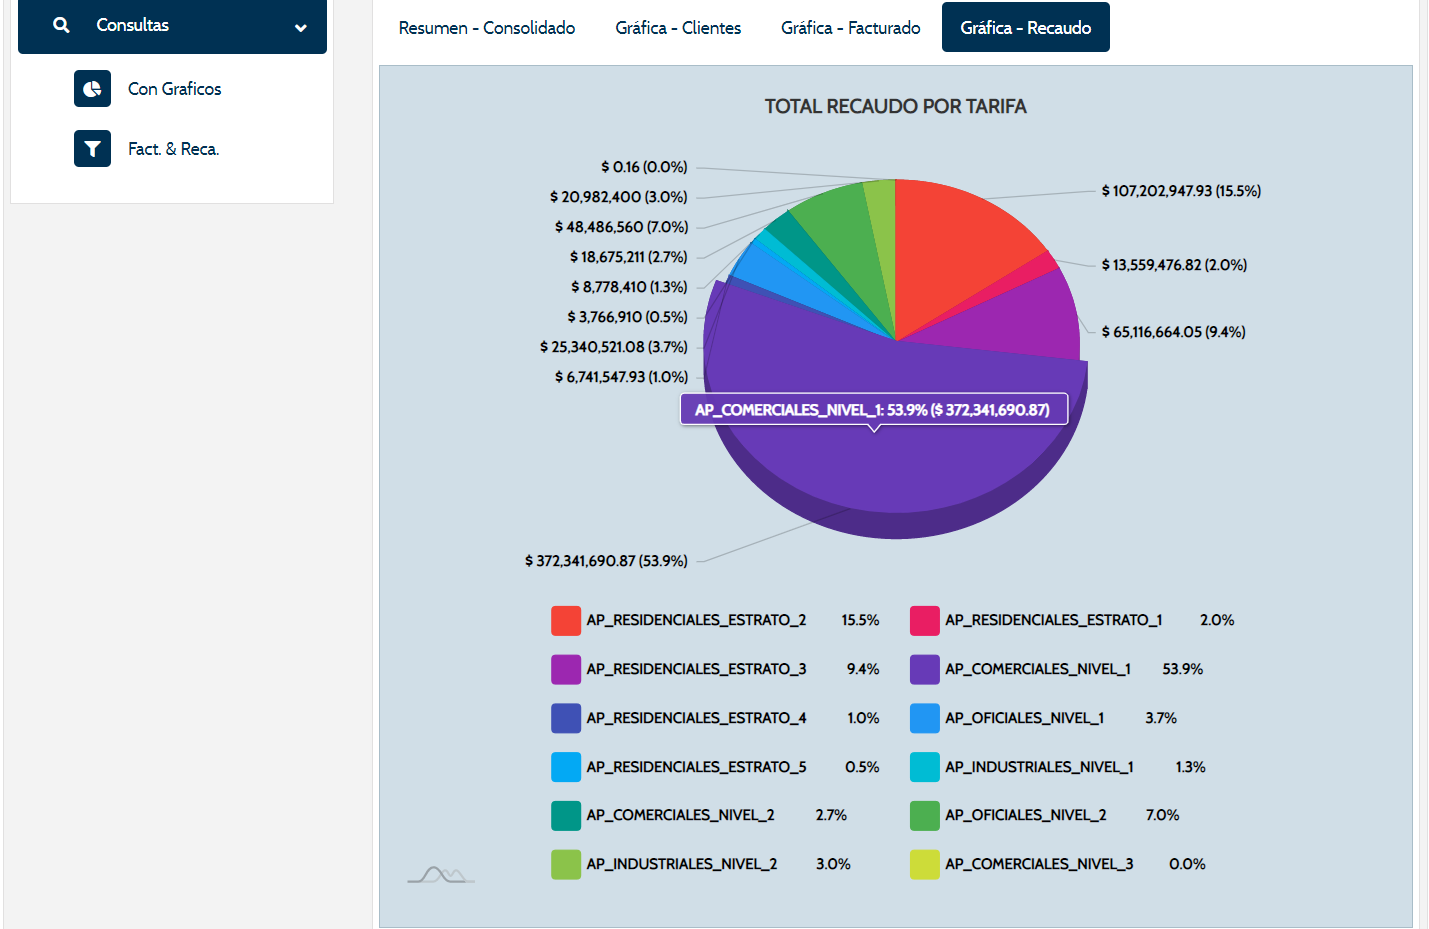 Consultas
Con Graficos
Fact. & Reca.
Resumen - Consolidado
Gráfica - Clientes
Gráfica - Facturado
Gráfica - Recaudo
TOTAL RECAUDO POR TARIFA
$ 0.16 (0.0%)
$ 20,982,400 (3.0%)
$ 48,486,560 (7.0%)
$ 18,675,211 (2.7%)
$ 8,778,410 (1.3%)
$ 3,766,910 (0.5%)
$ 25,340,521.08 (3.7%)
$ 6,741,547.93 (1.0%)
$ 107,202,947.93 (15.5%)
$ 13,559,476.82 (2.0%)
$ 65,116,664.05 (9.4%)
AP_COMERCIALES_NIVEL_1: 53.9% ($ 372,341,690.87)
$ 372,341,690.87 (53.9%)
AP_RESIDENCIALES_ESTRATO_2 15.5%
AP_RESIDENCIALES_ESTRATO_1 2.0%
AP_RESIDENCIALES_ESTRATO_3 9.4%
AP_COMERCIALES_NIVEL_1 53.9%
AP_RESIDENCIALES_ESTRATO_4 1.0%
AP_OFICIALES_NIVEL_1 3.7%
AP_RESIDENCIALES_ESTRATO_5 0.5%
AP_INDUSTRIALES_NIVEL_1 1.3%
AP_COMERCIALES_NIVEL_2 2.7%
AP_OFICIALES_NIVEL_2 7.0%
AP_INDUSTRIALES_NIVEL_2 3.0%
AP_COMERCIALES_NIVEL_3 0.0%